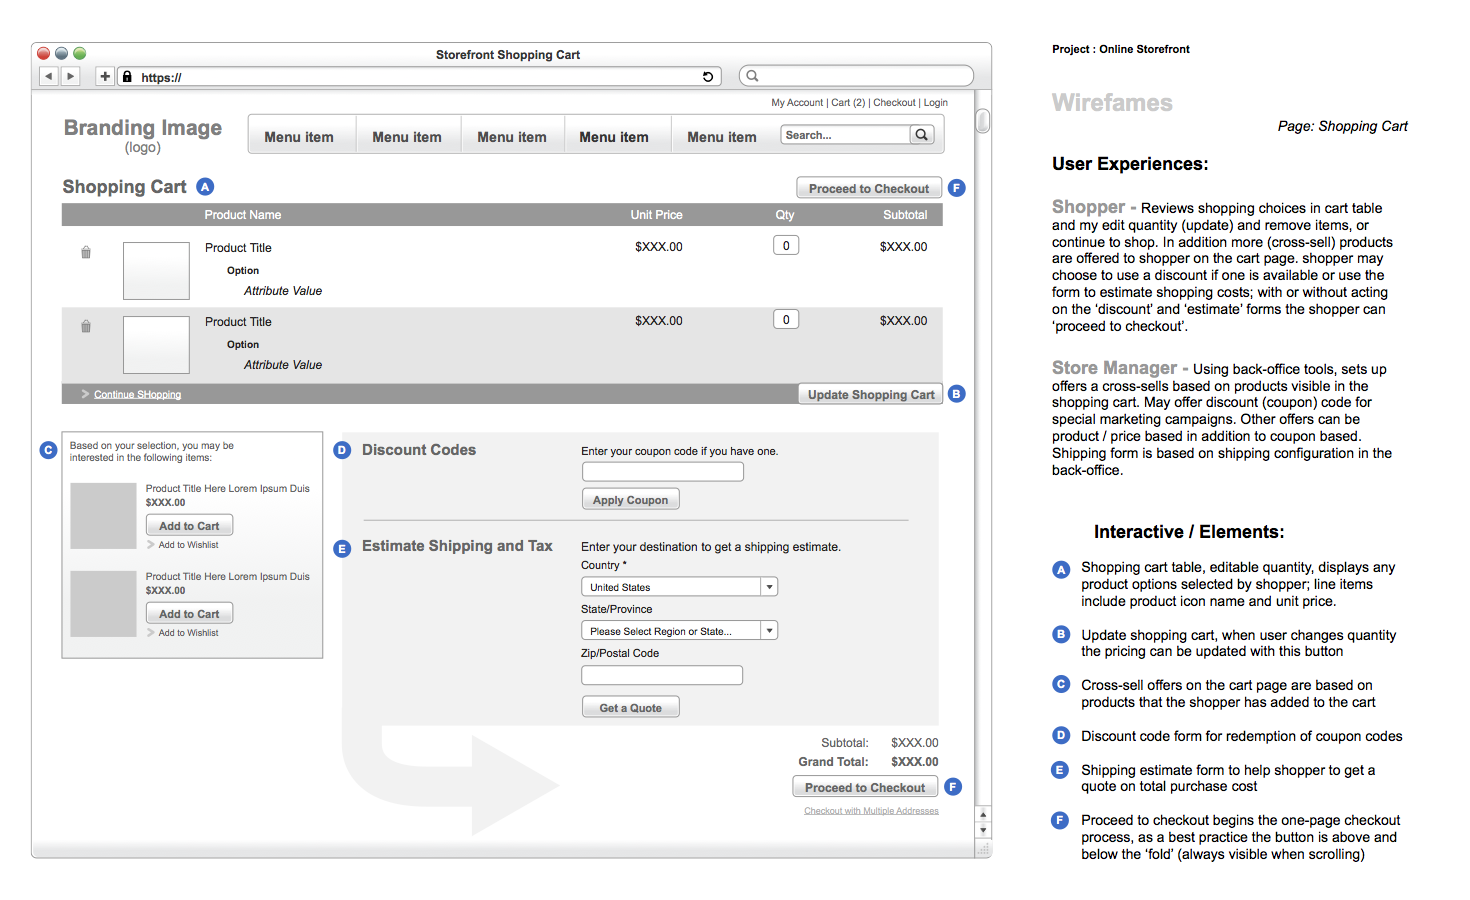 Storefront Shopping Cart
https://
My Account | Cart (2) | Checkout | Login
Branding Image
(logo)
Menu item Menu item Menu item Menu item Menu item Search...
Shopping Cart A
Proceed to Checkout F
Product Name Unit Price Qty Subtotal
Product Title $XXX.00 0 $XXX.00
Option
Attribute Value
Product Title $XXX.00 0 $XXX.00
Option
Attribute Value
Continue SHopping Update Shopping Cart B
C
Based on your selection, you may be
interested in the following items:
Product Title Here Lorem Ipsum Duis
$XXX.00
Add to Cart
Add to Wishlist
Product Title Here Lorem Ipsum Duis
$XXX.00
Add to Cart
Add to Wishlist
D Discount Codes
Enter your coupon code if you have one.
Apply Coupon
E Estimate Shipping and Tax
Enter your destination to get a shipping estimate.
Country *
United States
State/Province
Please Select Region or State...
Zip/Postal Code
Get a Quote
Subtotal: $XXX.00
Grand Total: $XXX.00
Proceed to Checkout F
Checkout with Multiple Addresses
Project : Online Storefront
Wirefames
Page: Shopping Cart
User Experiences:
Shopper - Reviews shopping choices in cart table
and my edit quantity (update) and remove items, or
continue to shop. In addition more (cross-sell) products
are offered to shopper on the cart page. shopper may
choose to use a discount if one is available or use the
form to estimate shopping costs; with or without acting
on the ‘discount’ and ‘estimate’ forms the shopper can
‘proceed to checkout’.
Store Manager - Using back-office tools, sets up
offers a cross-sells based on products visible in the
shopping cart. May offer discount (coupon) code for
special marketing campaigns. Other offers can be
product / price based in addition to coupon based.
Shipping form is based on shipping configuration in the
back-office.
Interactive / Elements:
A Shopping cart table, editable quantity, displays any
product options selected by shopper; line items
include product icon name and unit price.
B Update shopping cart, when user changes quantity
the pricing can be updated with this button
C Cross-sell offers on the cart page are based on
products that the shopper has added to the cart
D Discount code form for redemption of coupon codes
E Shipping estimate form to help shopper to get a
quote on total purchase cost
F Proceed to checkout begins the one-page checkout
process, as a best practice the button is above and
below the ‘fold’ (always visible when scrolling)